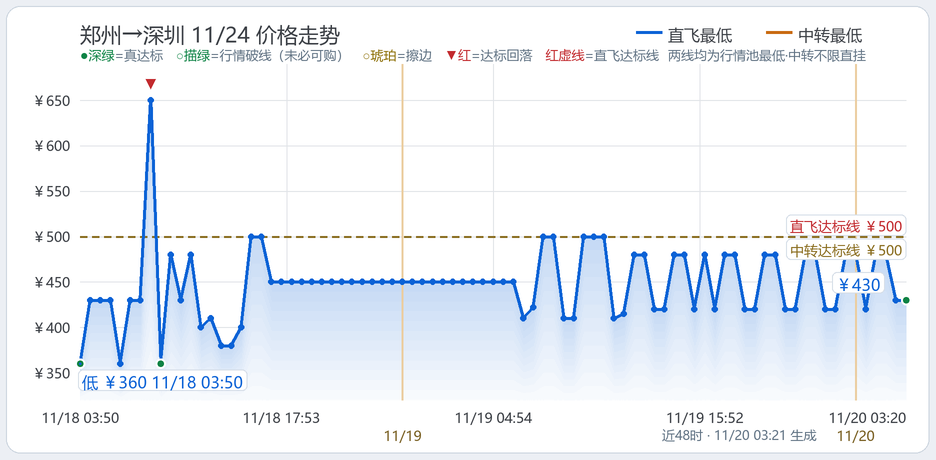 郑州→深圳 11/24 价格走势
直飞最低 中转最低
●深绿=真达标 ○描绿=行情破线（未必可购） ○琥珀=擦边 ▼红=达标回落 红虚线=直飞达标线 两线均为行情池最低·中转不限直挂
¥650
¥600
¥550
¥500
¥450
¥400
¥350
直飞达标线 ¥500
中转达标线 ¥500
¥430
低 ¥360 11/18 03:50
11/18 03:50 11/18 17:53 11/19 04:54 11/19 15:52 11/20 03:20
11/19 11/20
近48时 · 11/20 03:21 生成